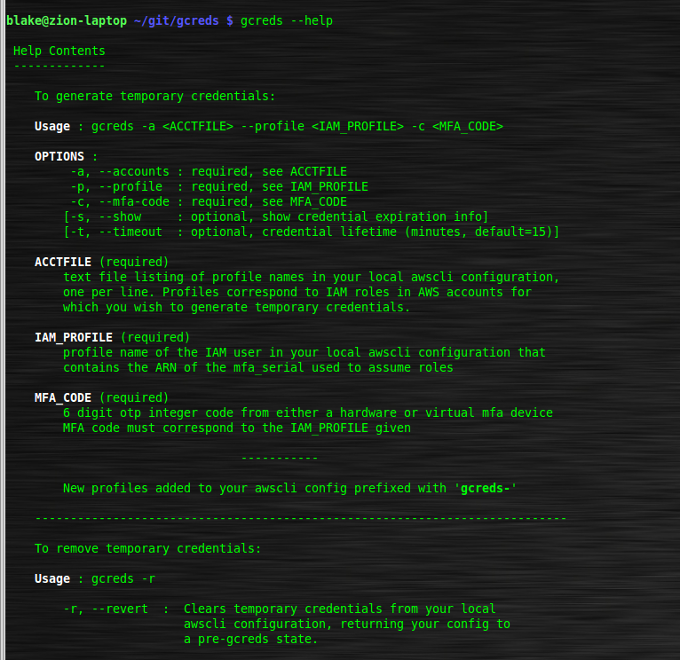 blake@zion-laptop ~/git/gcreds $ gcreds --help
Help Contents
-------------
To generate temporary credentials:
Usage : gcreds -a <ACCTFILE> --profile <IAM_PROFILE> -c <MFA_CODE>
OPTIONS :
-a, --accounts : required, see ACCTFILE
-p, --profile  : required, see IAM_PROFILE
-c, --mfa-code : required, see MFA_CODE
[-s, --show     : optional, show credential expiration info]
[-t, --timeout  : optional, credential lifetime (minutes, default=15)]
ACCTFILE (required)
text file listing of profile names in your local awscli configuration,
one per line. Profiles correspond to IAM roles in AWS accounts for
which you wish to generate temporary credentials.
IAM_PROFILE (required)
profile name of the IAM user in your local awscli configuration that
contains the ARN of the mfa_serial used to assume roles
MFA_CODE (required)
6 digit otp integer code from either a hardware or virtual mfa device
MFA code must correspond to the IAM_PROFILE given
-----------
New profiles added to your awscli config prefixed with 'gcreds-'
---------------------------------------------------------------------------
To remove temporary credentials:
Usage : gcreds -r
-r, --revert  :  Clears temporary credentials from your local
awscli configuration, returning your config to
a pre-gcreds state.